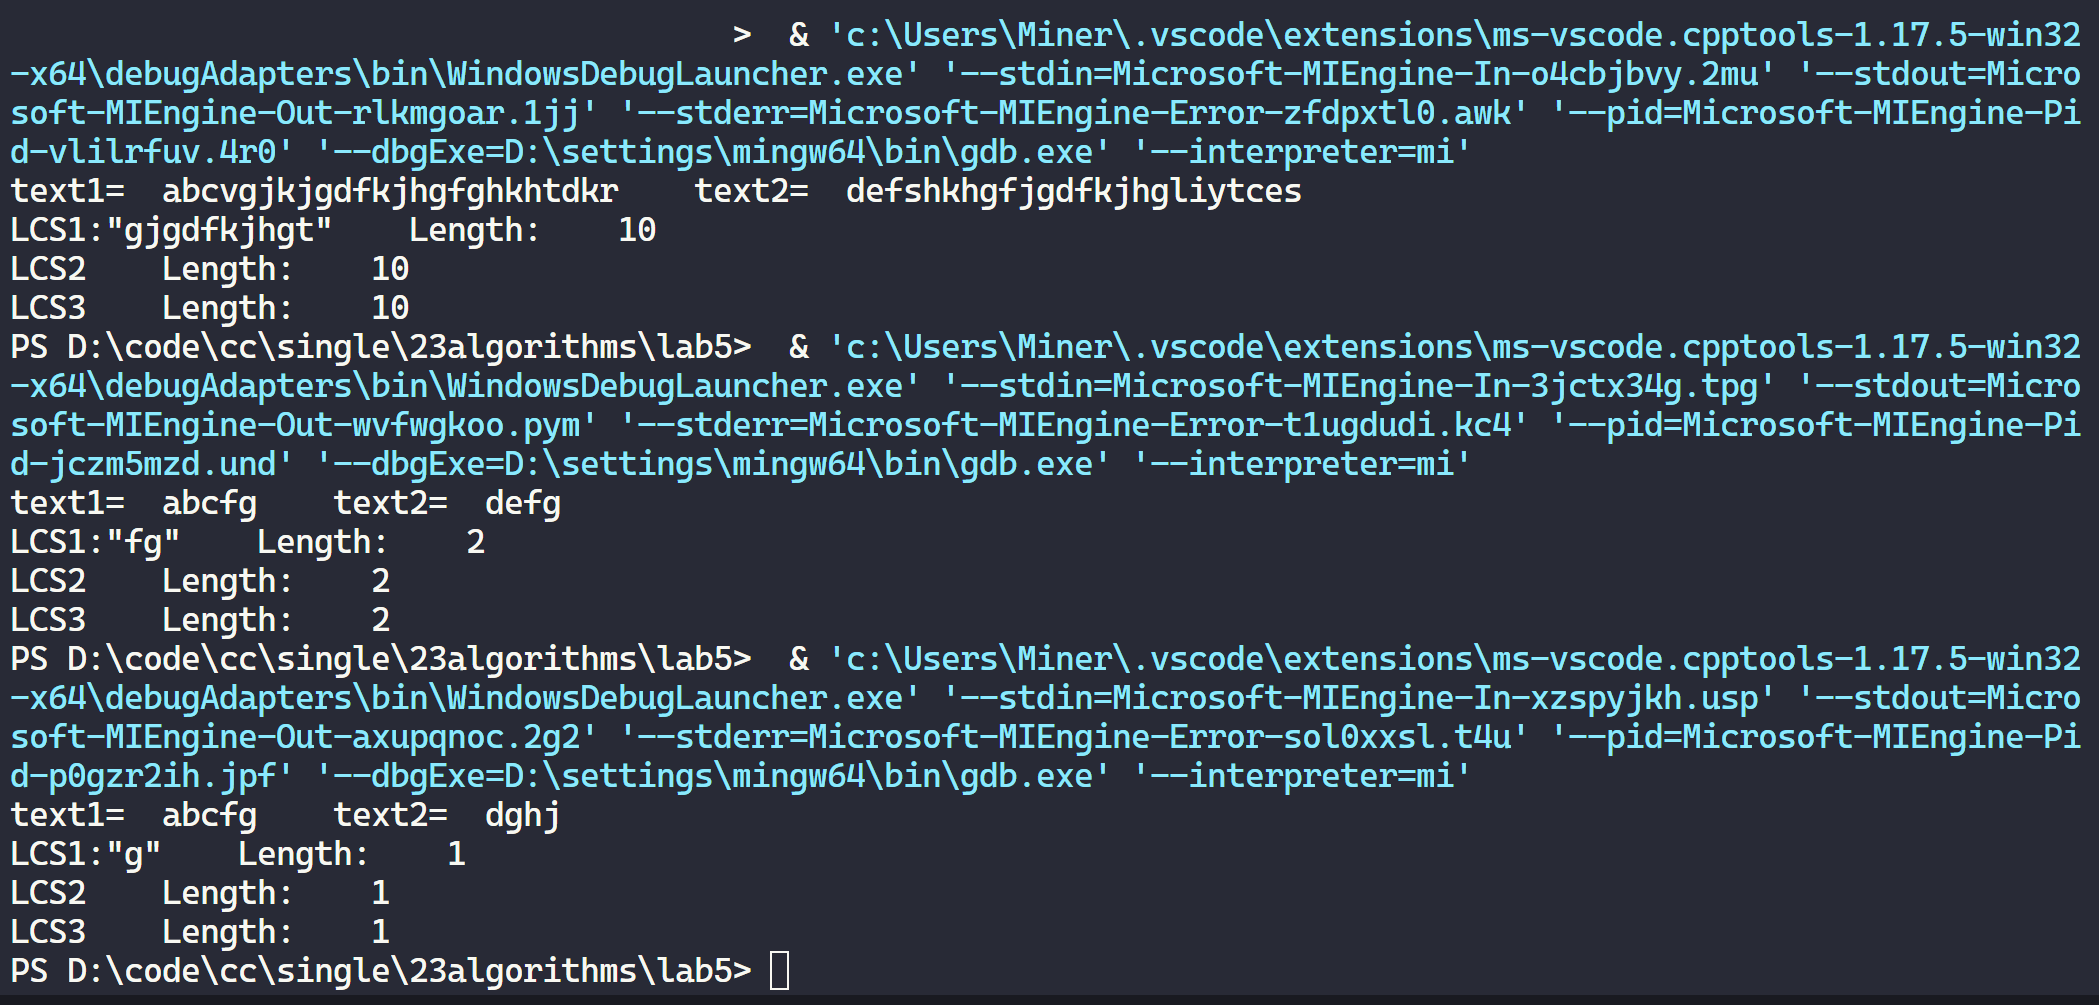 >  & 'c:\Users\Miner\.vscode\extensions\ms-vscode.cpptools-1.17.5-win32
-x64\debugAdapters\bin\WindowsDebugLauncher.exe' '--stdin=Microsoft-MIEngine-In-o4cbjbvy.2mu' '--stdout=Micro
soft-MIEngine-Out-rlkmgoar.1jj' '--stderr=Microsoft-MIEngine-Error-zfdpxtl0.awk' '--pid=Microsoft-MIEngine-Pi
d-vlilrfuv.4r0' '--dbgExe=D:\settings\mingw64\bin\gdb.exe' '--interpreter=mi'
text1=  abcvgjkjgdfkjhgfghkhtdkr    text2=  defshkhgfjgdfkjhgliytces
LCS1:"gjgdfkjhgt"    Length:    10
LCS2    Length:    10
LCS3    Length:    10
PS D:\code\cc\single\23algorithms\lab5>  & 'c:\Users\Miner\.vscode\extensions\ms-vscode.cpptools-1.17.5-win32
-x64\debugAdapters\bin\WindowsDebugLauncher.exe' '--stdin=Microsoft-MIEngine-In-3jctx34g.tpg' '--stdout=Micro
soft-MIEngine-Out-wvfwgkoo.pym' '--stderr=Microsoft-MIEngine-Error-t1ugdudi.kc4' '--pid=Microsoft-MIEngine-Pi
d-jczm5mzd.und' '--dbgExe=D:\settings\mingw64\bin\gdb.exe' '--interpreter=mi'
text1=  abcfg    text2=  defg
LCS1:"fg"    Length:    2
LCS2    Length:    2
LCS3    Length:    2
PS D:\code\cc\single\23algorithms\lab5>  & 'c:\Users\Miner\.vscode\extensions\ms-vscode.cpptools-1.17.5-win32
-x64\debugAdapters\bin\WindowsDebugLauncher.exe' '--stdin=Microsoft-MIEngine-In-xzspyjkh.usp' '--stdout=Micro
soft-MIEngine-Out-axupqnoc.2g2' '--stderr=Microsoft-MIEngine-Error-sol0xxsl.t4u' '--pid=Microsoft-MIEngine-Pi
d-p0gzr2ih.jpf' '--dbgExe=D:\settings\mingw64\bin\gdb.exe' '--interpreter=mi'
text1=  abcfg    text2=  dghj
LCS1:"g"    Length:    1
LCS2    Length:    1
LCS3    Length:    1
PS D:\code\cc\single\23algorithms\lab5>